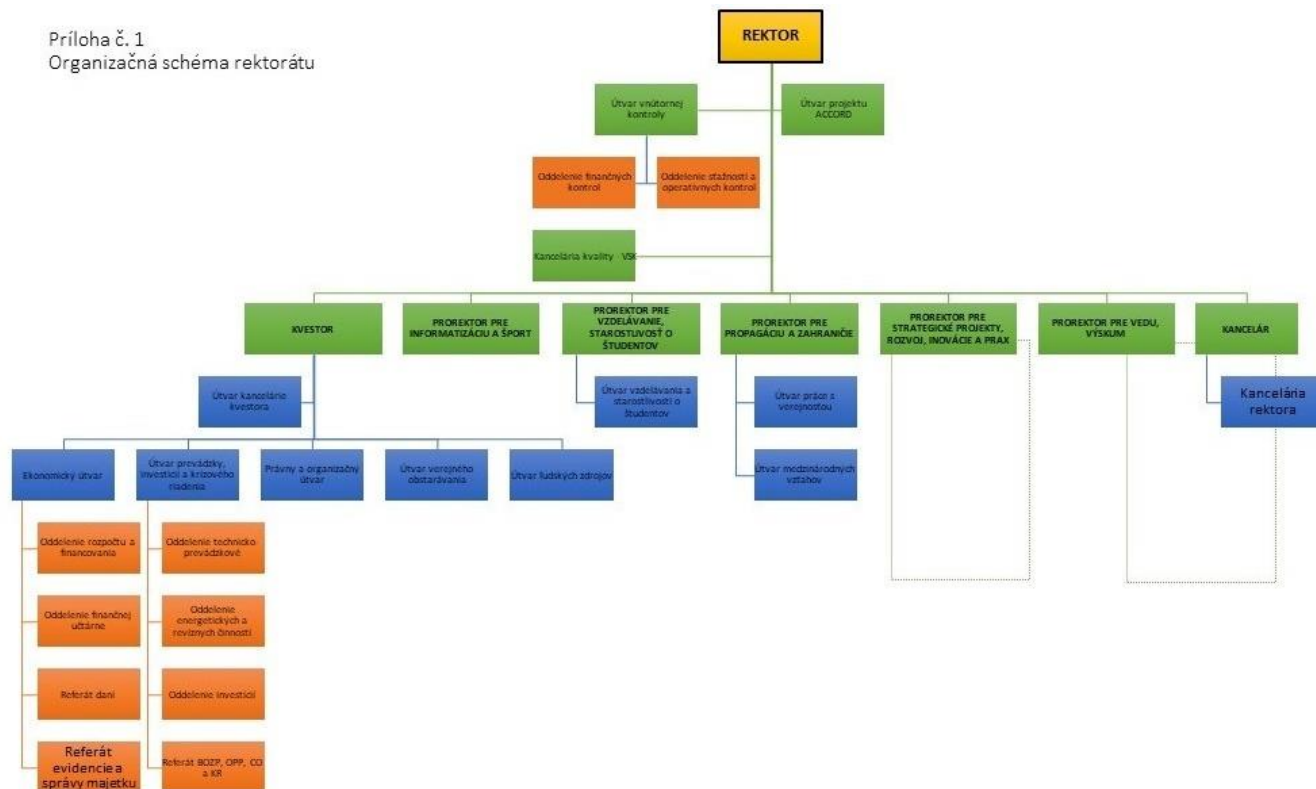 Príloha č. 1
Organizačná schéma rektorátu
REKTOR
Útvar vnútornej
kontroly
Útvar projektu
ACCORD
Oddelenie finančných
kontrol
Oddelenie sťažností a
operatívnych kontrol
Kancelária kvality - VSK
KVESTOR
PROREKTOR PRE
INFORMATIZÁCIU A ŠPORT
PROREKTOR PRE
VZDELÁVANIE,
STAROSTLIVOSŤ O
ŠTUDENTOV
PROREKTOR PRE
PROPAGÁCIU A ZAHRANIČIE
PROREKTOR PRE
STRATEGICKÉ PROJEKTY,
ROZVOJ, INOVÁCIE A PRAX
PROREKTOR PRE VEDU,
VÝSKUM
KANCELÁR
Útvar kancelárie
kvestora
Útvar vzdelávania a
starostlivosti o
študentov
Útvar práce s
verejnosťou
Kancelária
rektora
Ekonomický útvar
Útvar prevádzky,
investícií a krízového
riadenia
Právny a organizačný
útvar
Útvar verejného
obstarávania
Útvar ľudských zdrojov
Útvar medzinárodných
vzťahov
Oddelenie rozpočtu a
financovania
Oddelenie technicko
prevádzkové
Oddelenie finančnej
učtárne
Oddelenie
energetických a
revíznych činností
Referát daní
Oddelenie investícií
Referát
evidencie a
správy majetku
Referát BOZP, OPP, CO
a KR